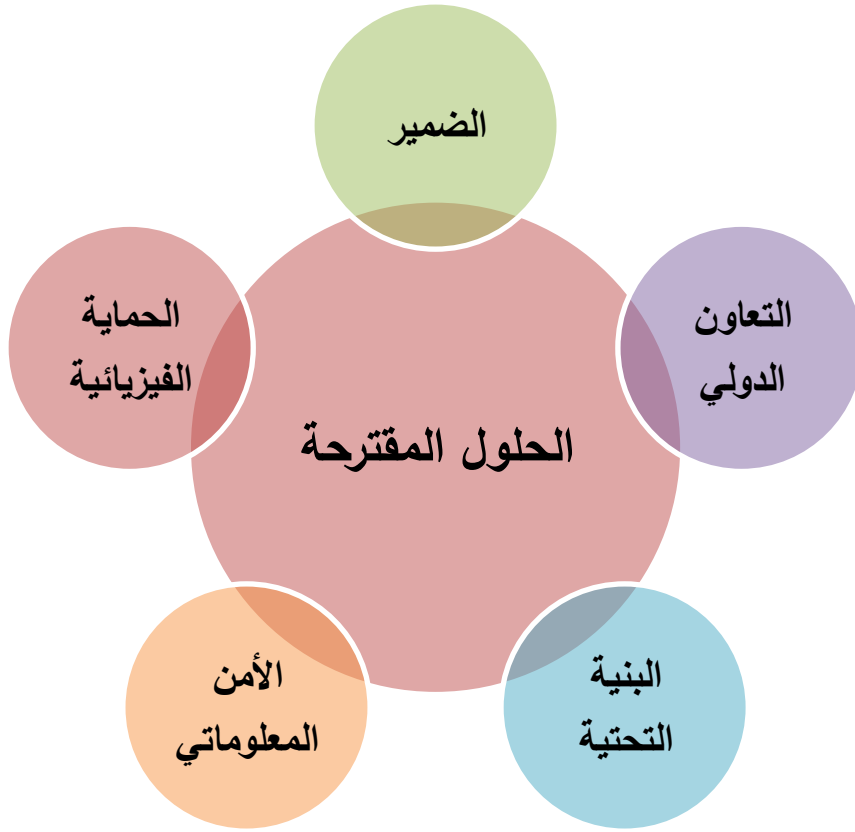 الضمير
التعاون
الدولي
البنية
التحتية
الأمن
المعلوماتي
الحماية
الفيزيائية
الحلول المقترحة